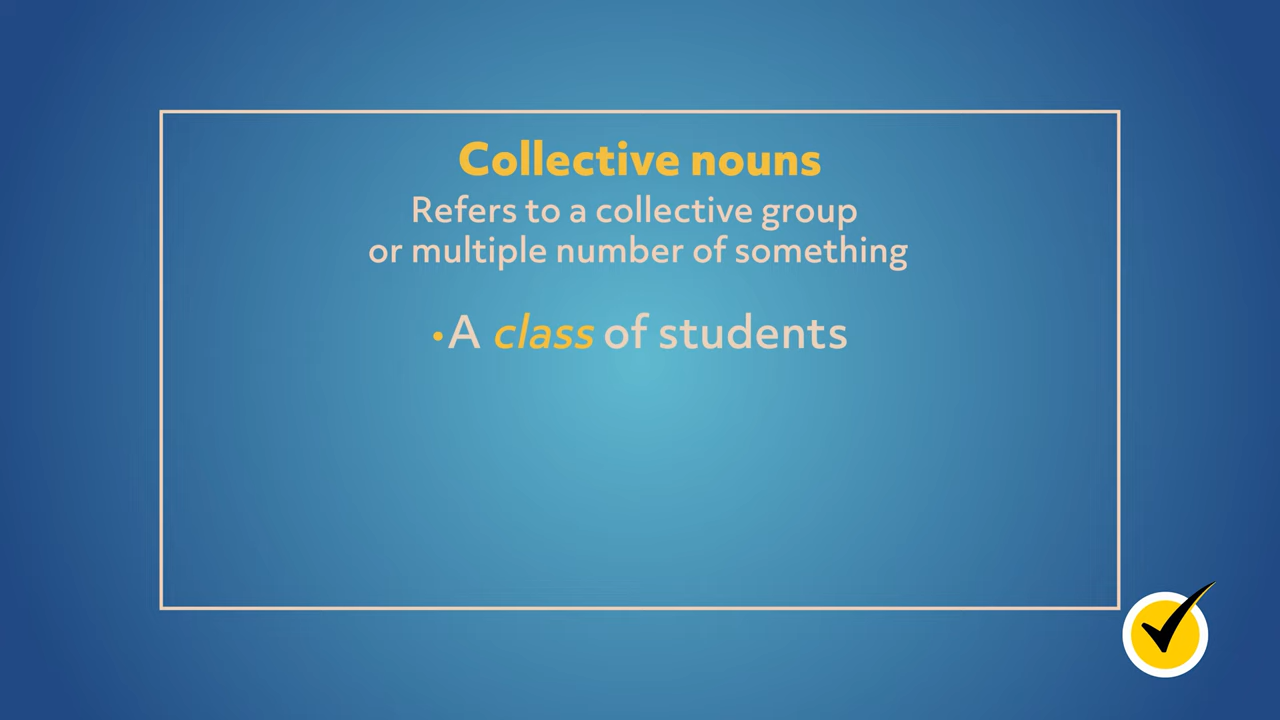 Collective nouns
Refers to a collective group
or multiple number of something
•A class of students